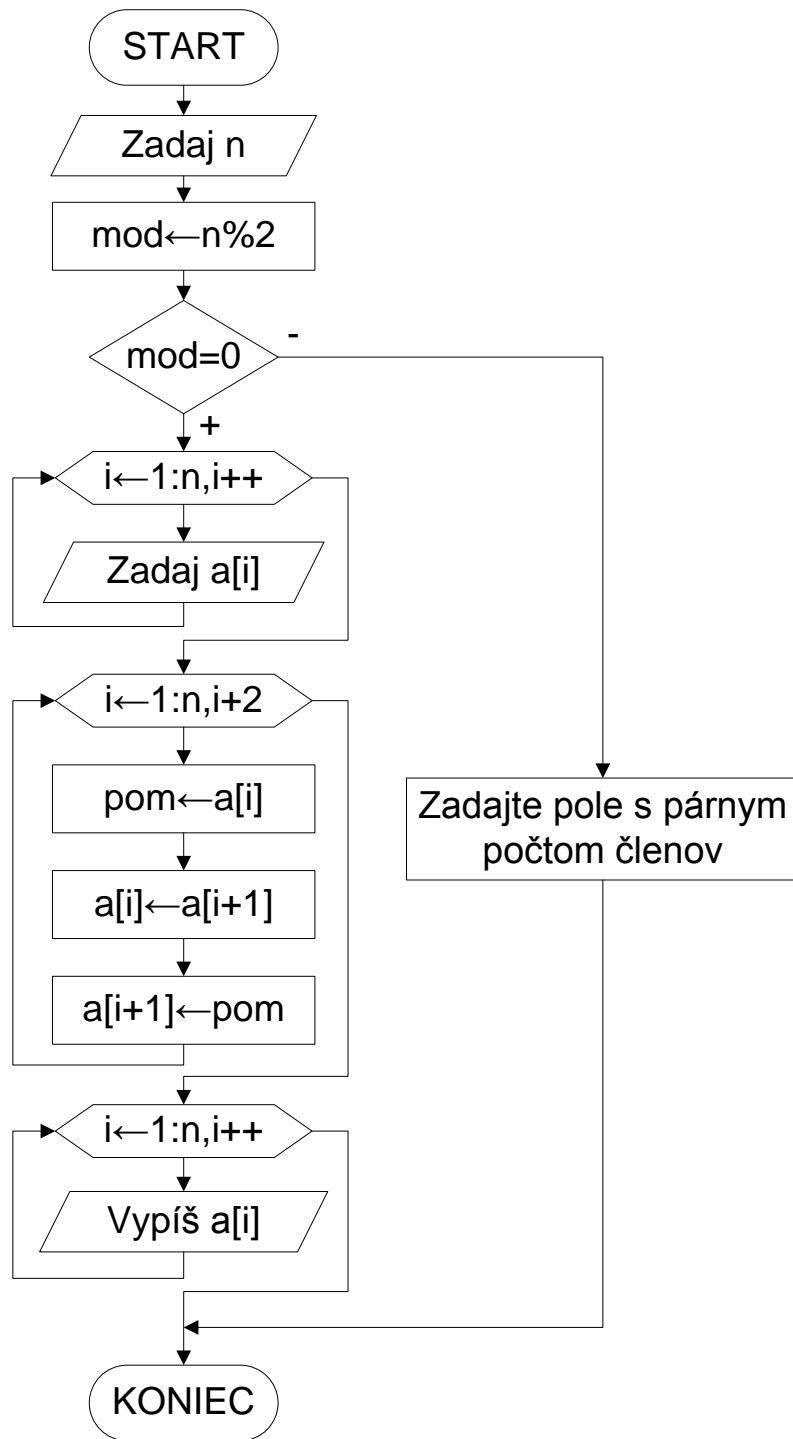 START
Zadaj n
mod←n%2
mod=0
-
+
i←1:n,i++
Zadaj a[i]
i←1:n,i+2
pom←a[i]
a[i]←a[i+1]
a[i+1]←pom
Zadajte pole s párnym
počtom členov
i←1:n,i++
Vypíš a[i]
KONIEC